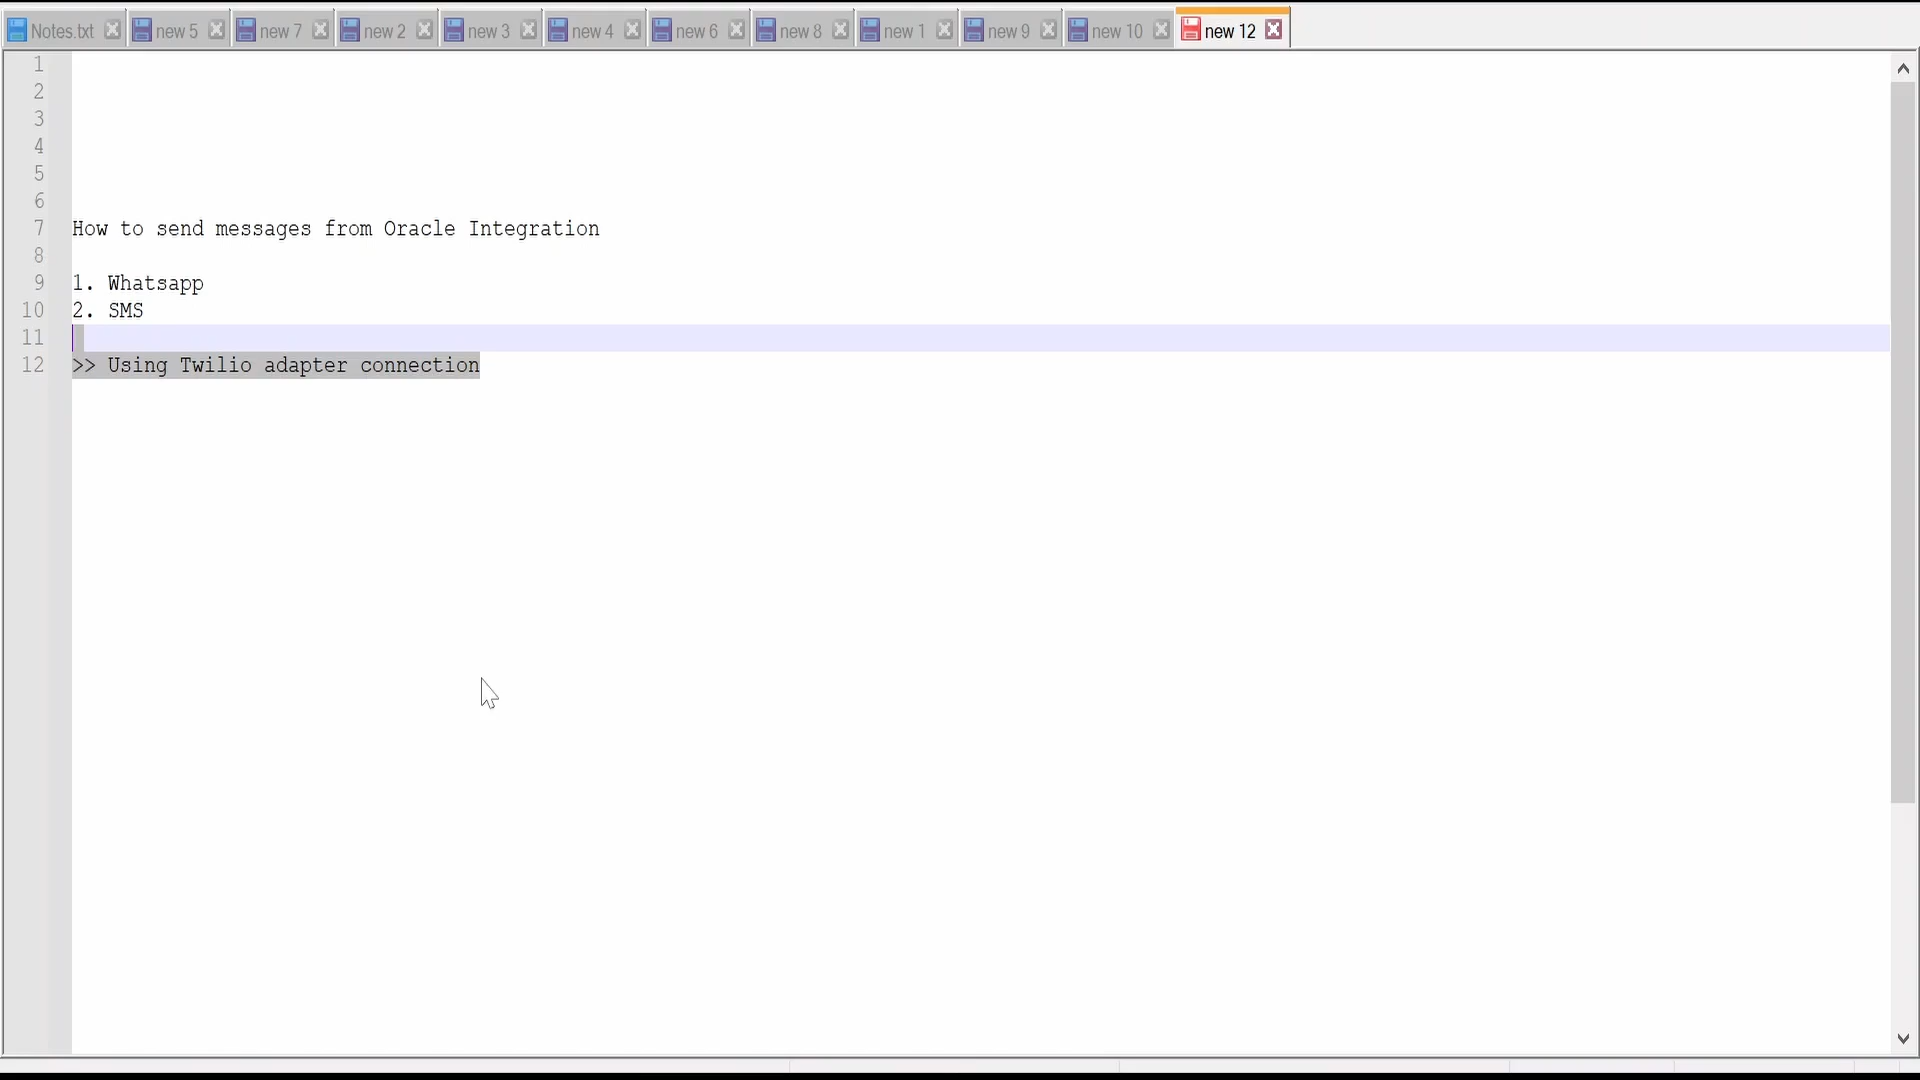 Notes.txt new 5 new 7 new 2 new 3 new 4 new 6 new 8 new 1 new 9 new 10 new 12
1
2
3
4
5
6
7 How to send messages from Oracle Integration
8
9 1. Whatsapp
10 2. SMS
11
12 >> Using Twilio adapter connection